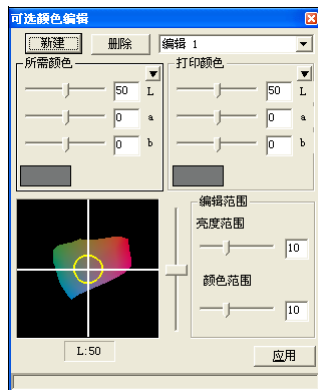 可选颜色编辑
新建 删除 编辑 1
所需颜色 打印颜色
50 L 50 L
0 a 0 a
0 b 0 b
编辑范围
亮度范围
10
颜色范围
10
L:50
应用